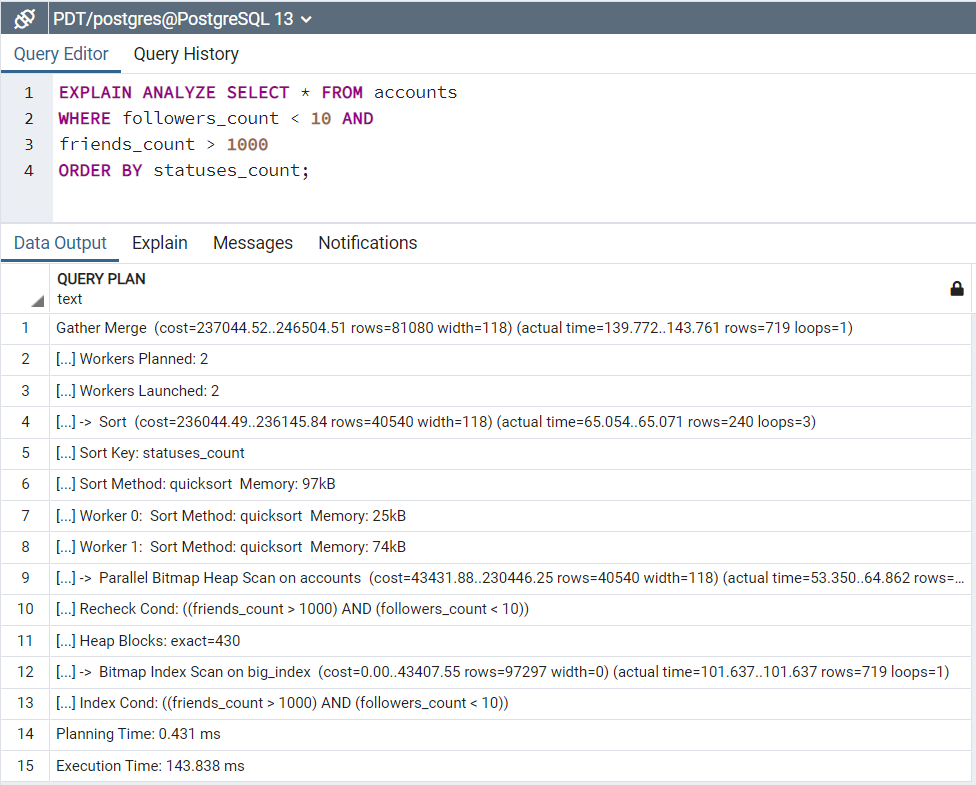 PDT/postgres@PostgreSQL 13
Query Editor Query History
1 EXPLAIN ANALYZE SELECT * FROM accounts
2 WHERE followers_count < 10 AND
3 friends_count > 1000
4 ORDER BY statuses_count;
Data Output Explain Messages Notifications
QUERY PLAN
text
1 Gather Merge (cost=237044.52..246504.51 rows=81080 width=118) (actual time=139.772..143.761 rows=719 loops=1)
2 [...] Workers Planned: 2
3 [...] Workers Launched: 2
4 [...] -> Sort (cost=236044.49..236145.84 rows=40540 width=118) (actual time=65.054..65.071 rows=240 loops=3)
5 [...] Sort Key: statuses_count
6 [...] Sort Method: quicksort Memory: 97kB
7 [...] Worker 0: Sort Method: quicksort Memory: 25kB
8 [...] Worker 1: Sort Method: quicksort Memory: 74kB
9 [...] -> Parallel Bitmap Heap Scan on accounts (cost=43431.88..230446.25 rows=40540 width=118) (actual time=53.350..64.862 rows=...
10 [...] Recheck Cond: ((friends_count > 1000) AND (followers_count < 10))
11 [...] Heap Blocks: exact=430
12 [...] -> Bitmap Index Scan on big_index (cost=0.00..43407.55 rows=97297 width=0) (actual time=101.637..101.637 rows=719 loops=1)
13 [...] Index Cond: ((friends_count > 1000) AND (followers_count < 10))
14 Planning Time: 0.431 ms
15 Execution Time: 143.838 ms